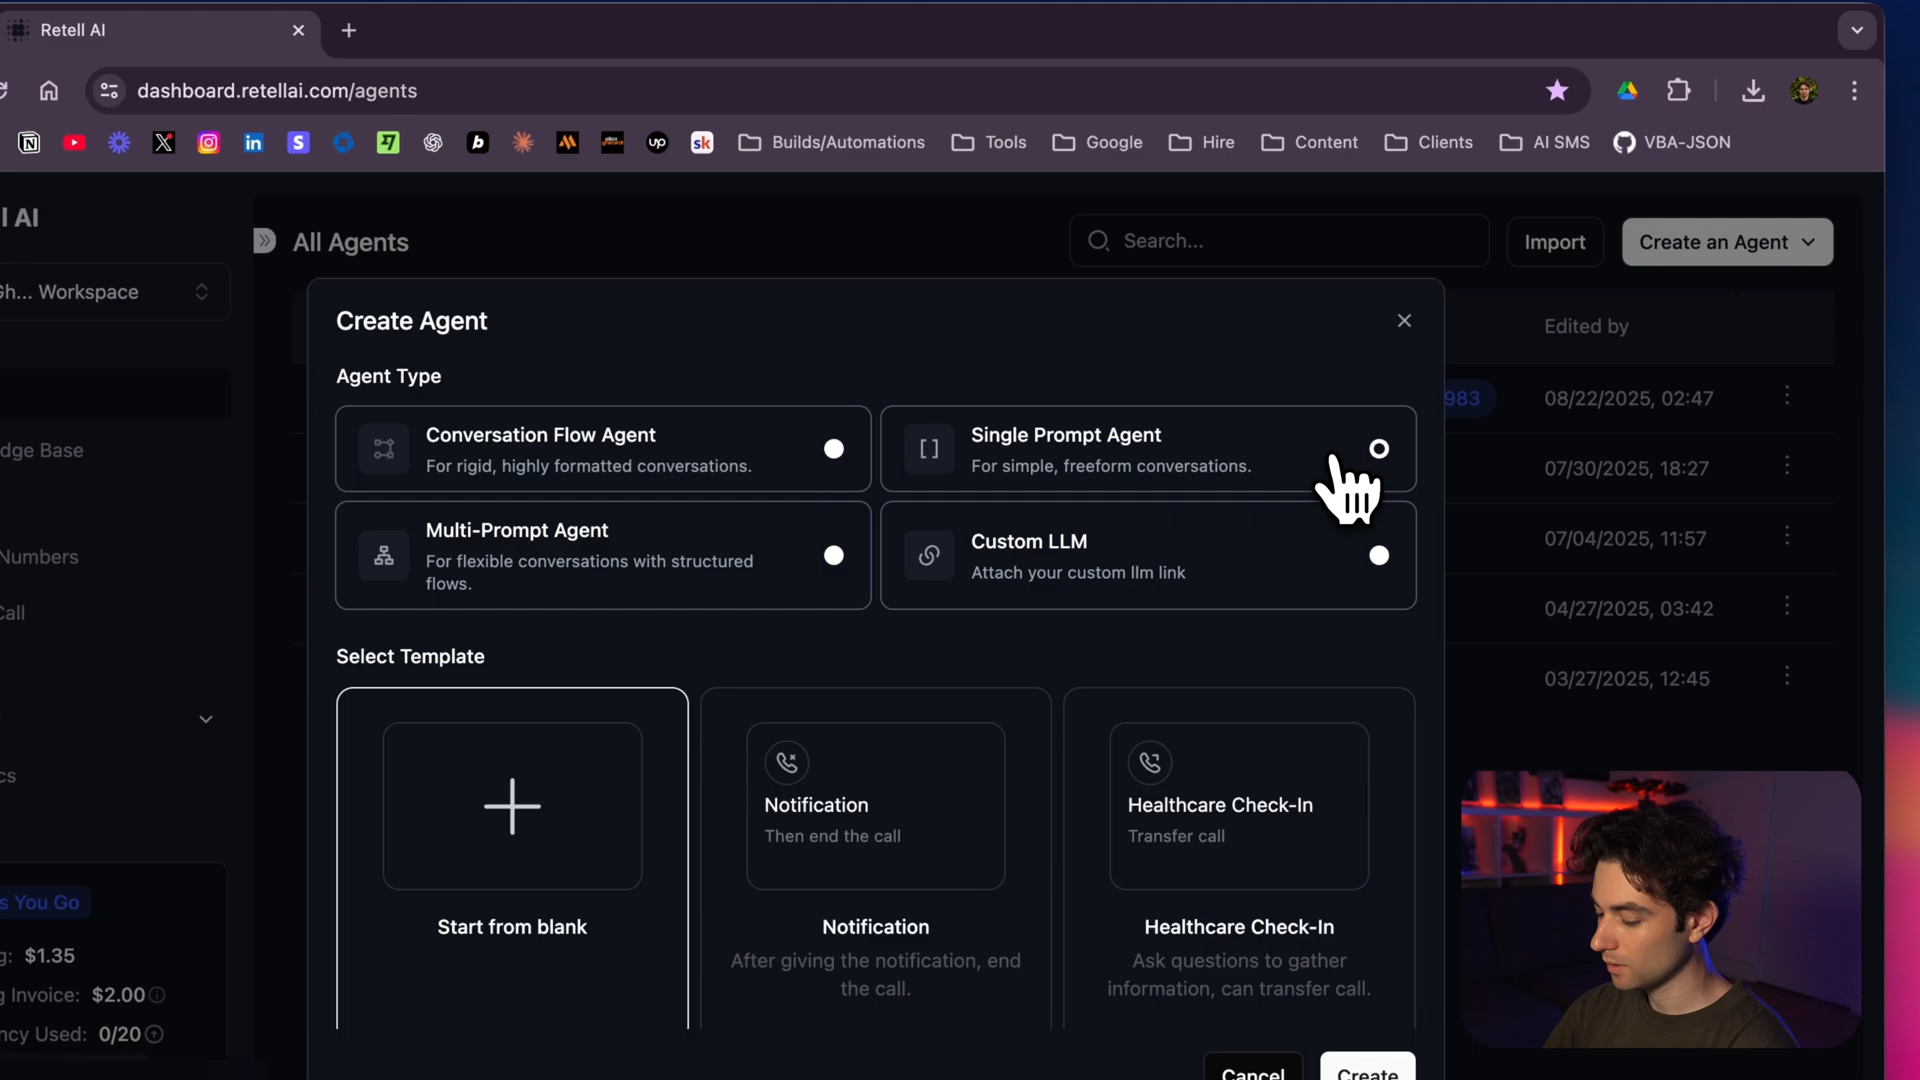 Retell AI
dashboard.retellai.com/agents
Builds/Automations
Tools
Google
Hire
Content
Clients
AI SMS
VBA-JSON
l AI
All Agents
Search...
Import
Create an Agent
Gh... Workspace
Create Agent
Edited by
Agent Type
Conversation Flow Agent
For rigid, highly formatted conversations.
Single Prompt Agent
For simple, freeform conversations.
983
08/22/2025, 02:47
dge Base
07/30/2025, 18:27
Multi-Prompt Agent
For flexible conversations with structured
flows.
Custom LLM
Attach your custom llm link
Numbers
07/04/2025, 11:57
Call
04/27/2025, 03:42
Select Template
03/27/2025, 12:45
cs
Notification
Then end the call
Healthcare Check-In
Transfer call
Start from blank
Notification
After giving the notification, end
the call.
Healthcare Check-In
Ask questions to gather
information, can transfer call.
s You Go
g: $1.35
g Invoice: $2.00
ncy Used: 0/20
Cancel
Create